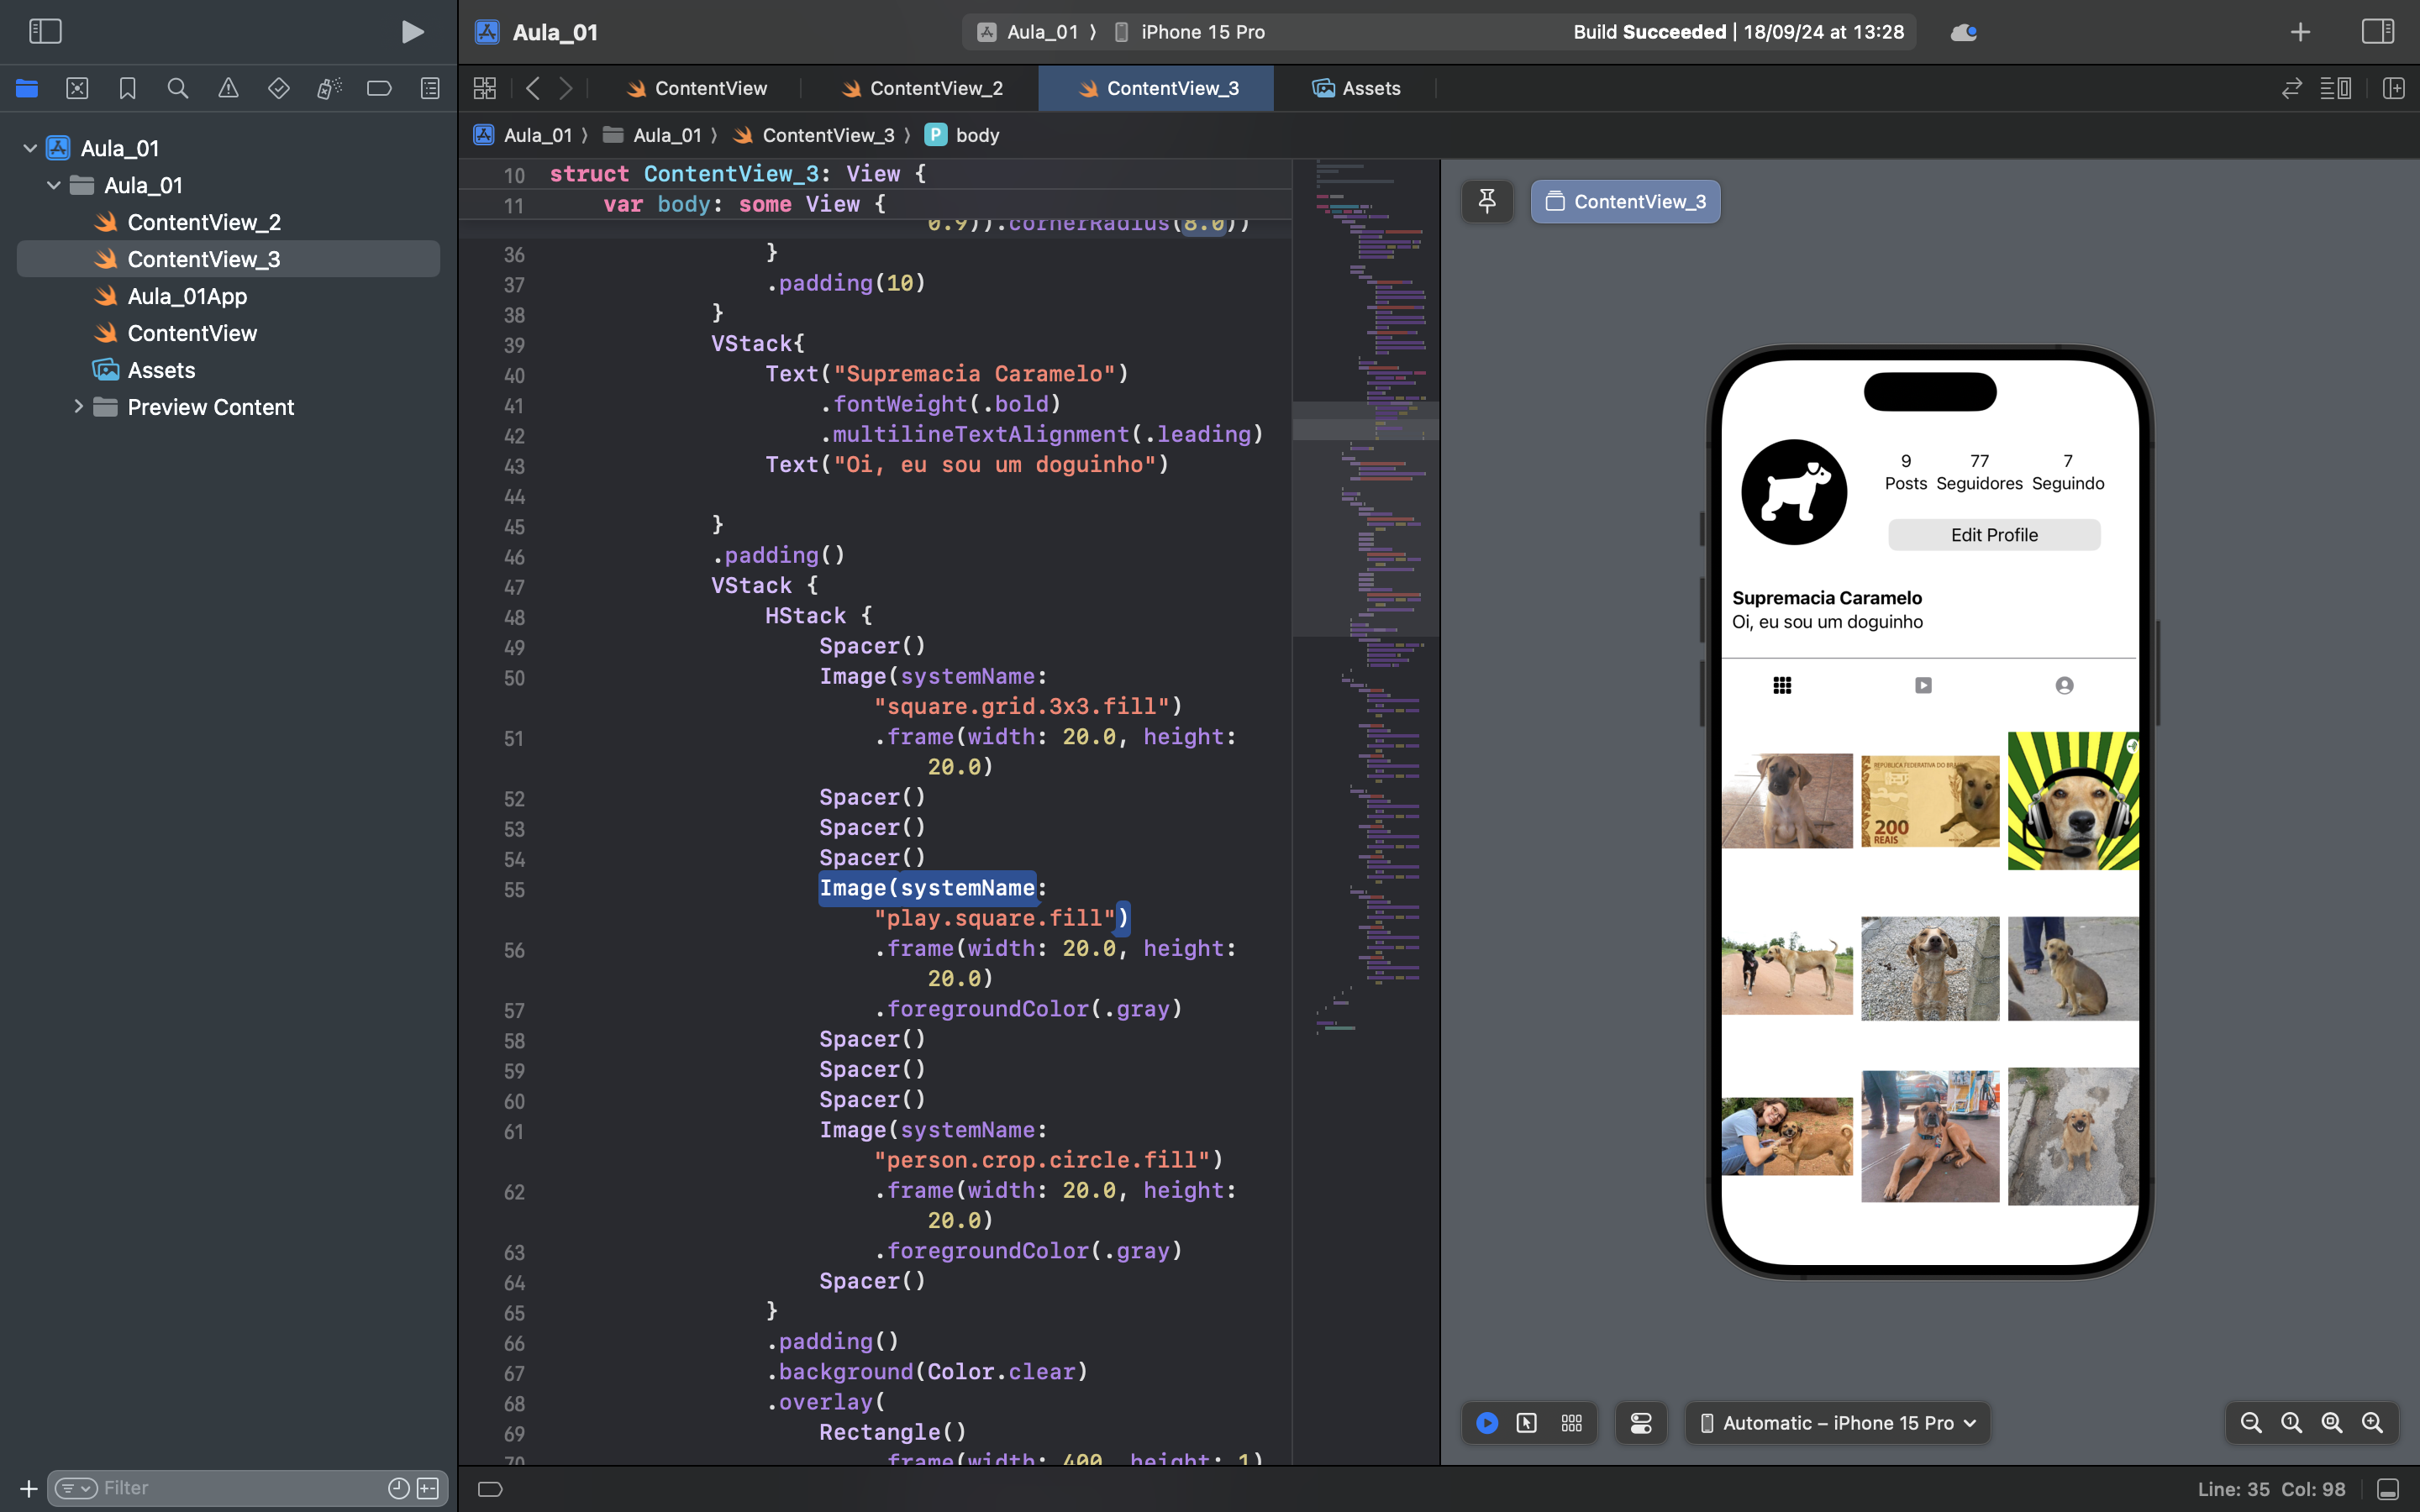 Aula_01
Aula_01 ⟩ iPhone 15 Pro
Build Succeeded | 18/09/24 at 13:28
ContentView
ContentView_2
ContentView_3
Assets
Aula_01 ⟩ Aula_01 ⟩ ContentView_3 ⟩ P body
Aula_01
Aula_01
ContentView_2
ContentView_3
Aula_01App
ContentView
Assets
Preview Content
Filter
10 struct ContentView_3: View {
11 var body: some View {
0.9)).cornerRadius(8.0))
36 }
37 .padding(10)
38 }
39 VStack{
40 Text("Supremacia Caramelo")
41 .fontWeight(.bold)
42 .multilineTextAlignment(.leading)
43 Text("Oi, eu sou um doguinho")
44
45 }
46 .padding()
47 VStack {
48 HStack {
49 Spacer()
50 Image(systemName:
"square.grid.3x3.fill")
51 .frame(width: 20.0, height:
20.0)
52 Spacer()
53 Spacer()
54 Spacer()
55 Image(systemName:
"play.square.fill")
56 .frame(width: 20.0, height:
20.0)
57 .foregroundColor(.gray)
58 Spacer()
59 Spacer()
60 Spacer()
61 Image(systemName:
"person.crop.circle.fill")
62 .frame(width: 20.0, height:
20.0)
63 .foregroundColor(.gray)
64 Spacer()
65 }
66 .padding()
67 .background(Color.clear)
68 .overlay(
69 Rectangle()
70 .frame(width: 400, height: 1)
ContentView_3
9 77 7
Posts Seguidores Seguindo
Edit Profile
Supremacia Caramelo
Oi, eu sou um doguinho
REPÚBLICA FEDERATIVA DO BRA
200
REAIS
Automatic – iPhone 15 Pro
Line: 35 Col: 98